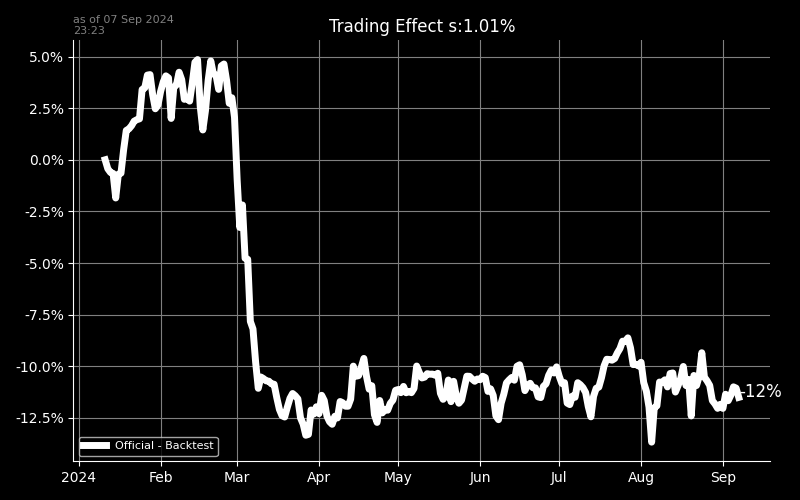 as of 07 Sep 2024
23:23
Trading Effect s:1.01%
5.0%
2.5%
0.0%
-2.5%
-5.0%
-7.5%
-10.0%
-12.5%
-12%
Official - Backtest
2024 Feb Mar Apr May Jun Jul Aug Sep